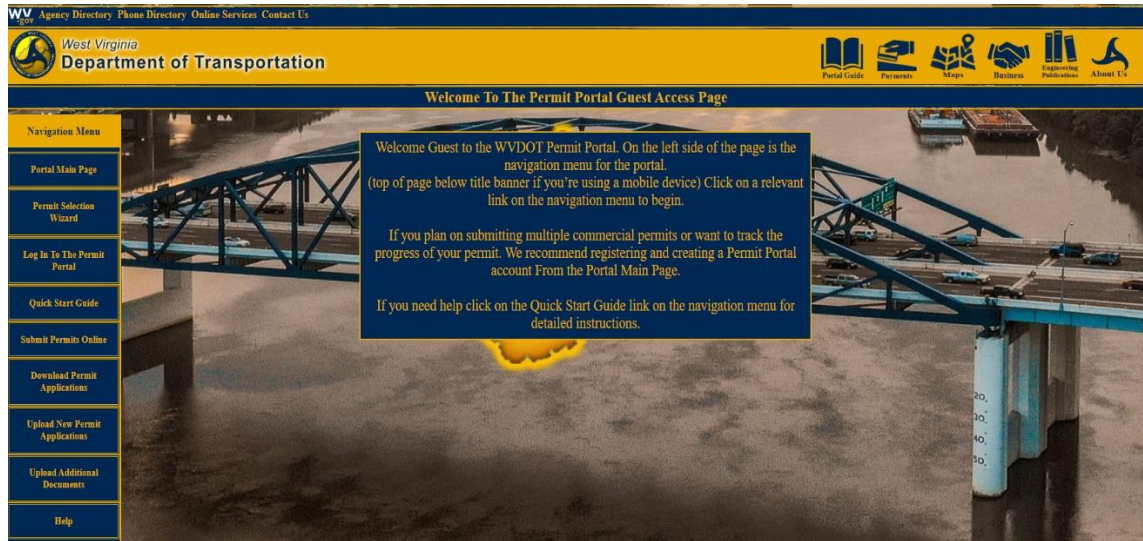 WV
.gov
Agency Directory Phone Directory Online Services Contact Us
West Virginia
Department of Transportation
Portal Guide
Payments
Maps
Business
Engineering
Publications
About Us
Welcome To The Permit Portal Guest Access Page
Navigation Menu
Portal Main Page
Permit Selection
Wizard
Log In To The Permit
Portal
Quick Start Guide
Submit Permits Online
Download Permit
Applications
Upload New Permit
Applications
Upload Additional
Documents
Help
Welcome Guest to the WVDOT Permit Portal. On the left side of the page is the
navigation menu for the portal.
(top of page below title banner if you're using a mobile device) Click on a relevant
link on the navigation menu to begin.
If you plan on submitting multiple commercial permits or want to track the
progress of your permit. We recommend registering and creating a Permit Portal
account From the Portal Main Page.
If you need help click on the Quick Start Guide link on the navigation menu for
detailed instructions.
20
30
40
50